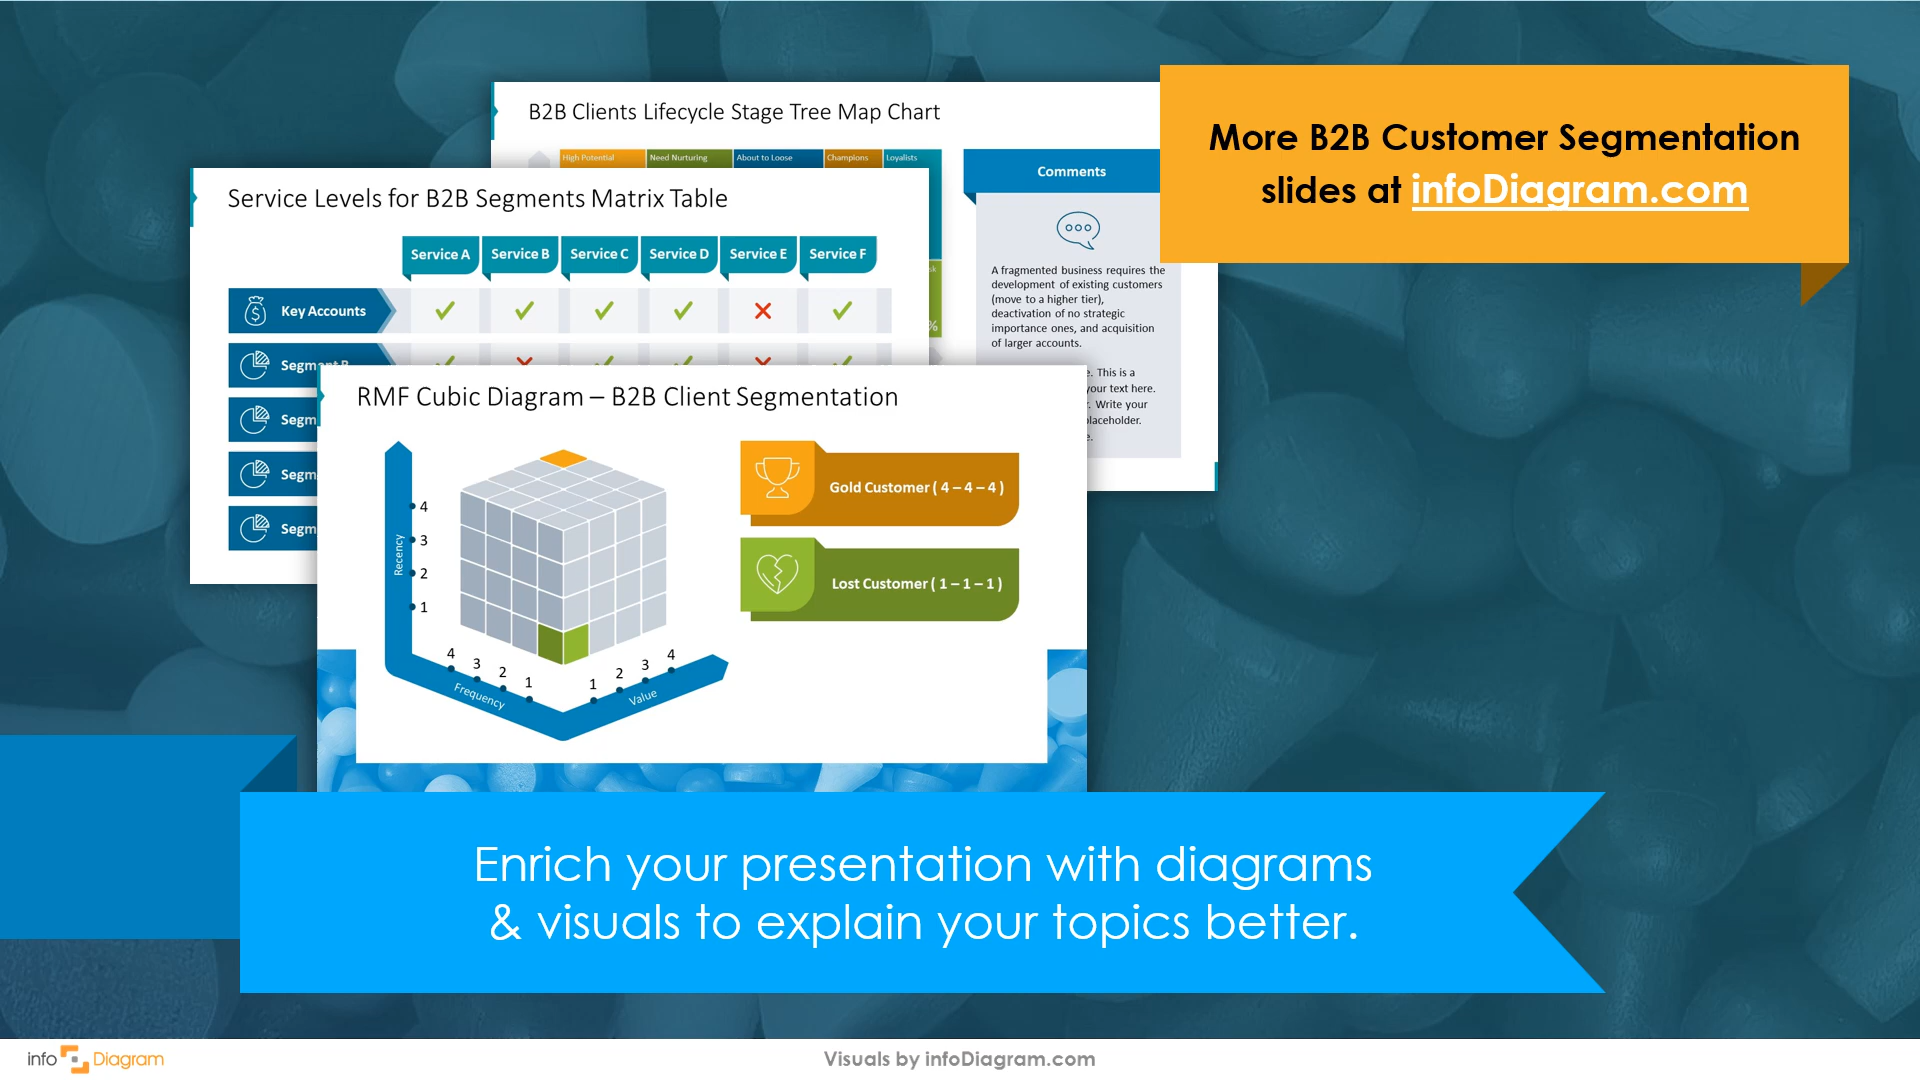 B2B Clients Lifecycle Stage Tree Map Chart
High Potential
Need Nurturing
About to Loose
Champions
Loyalists
Comments
A fragmented business requires the
development of existing customers
(move to a higher tier),
deactivation of no strategic
importance ones, and acquisition
of larger accounts.
This is a
your text here.
Write your
placeholder.
%
More B2B Customer Segmentation
slides at infoDiagram.com
Service Levels for B2B Segments Matrix Table
Service A
Service B
Service C
Service D
Service E
Service F
Key Accounts
Segment B
Segm
Segm
Segm
RMF Cubic Diagram – B2B Client Segmentation
Recency
4
3
2
1
4
3
2
1
Frequency
1
2
3
4
Value
Gold Customer ( 4 – 4 – 4 )
Lost Customer ( 1 – 1 – 1 )
Enrich your presentation with diagrams
& visuals to explain your topics better.
info Diagram
Visuals by infoDiagram.com